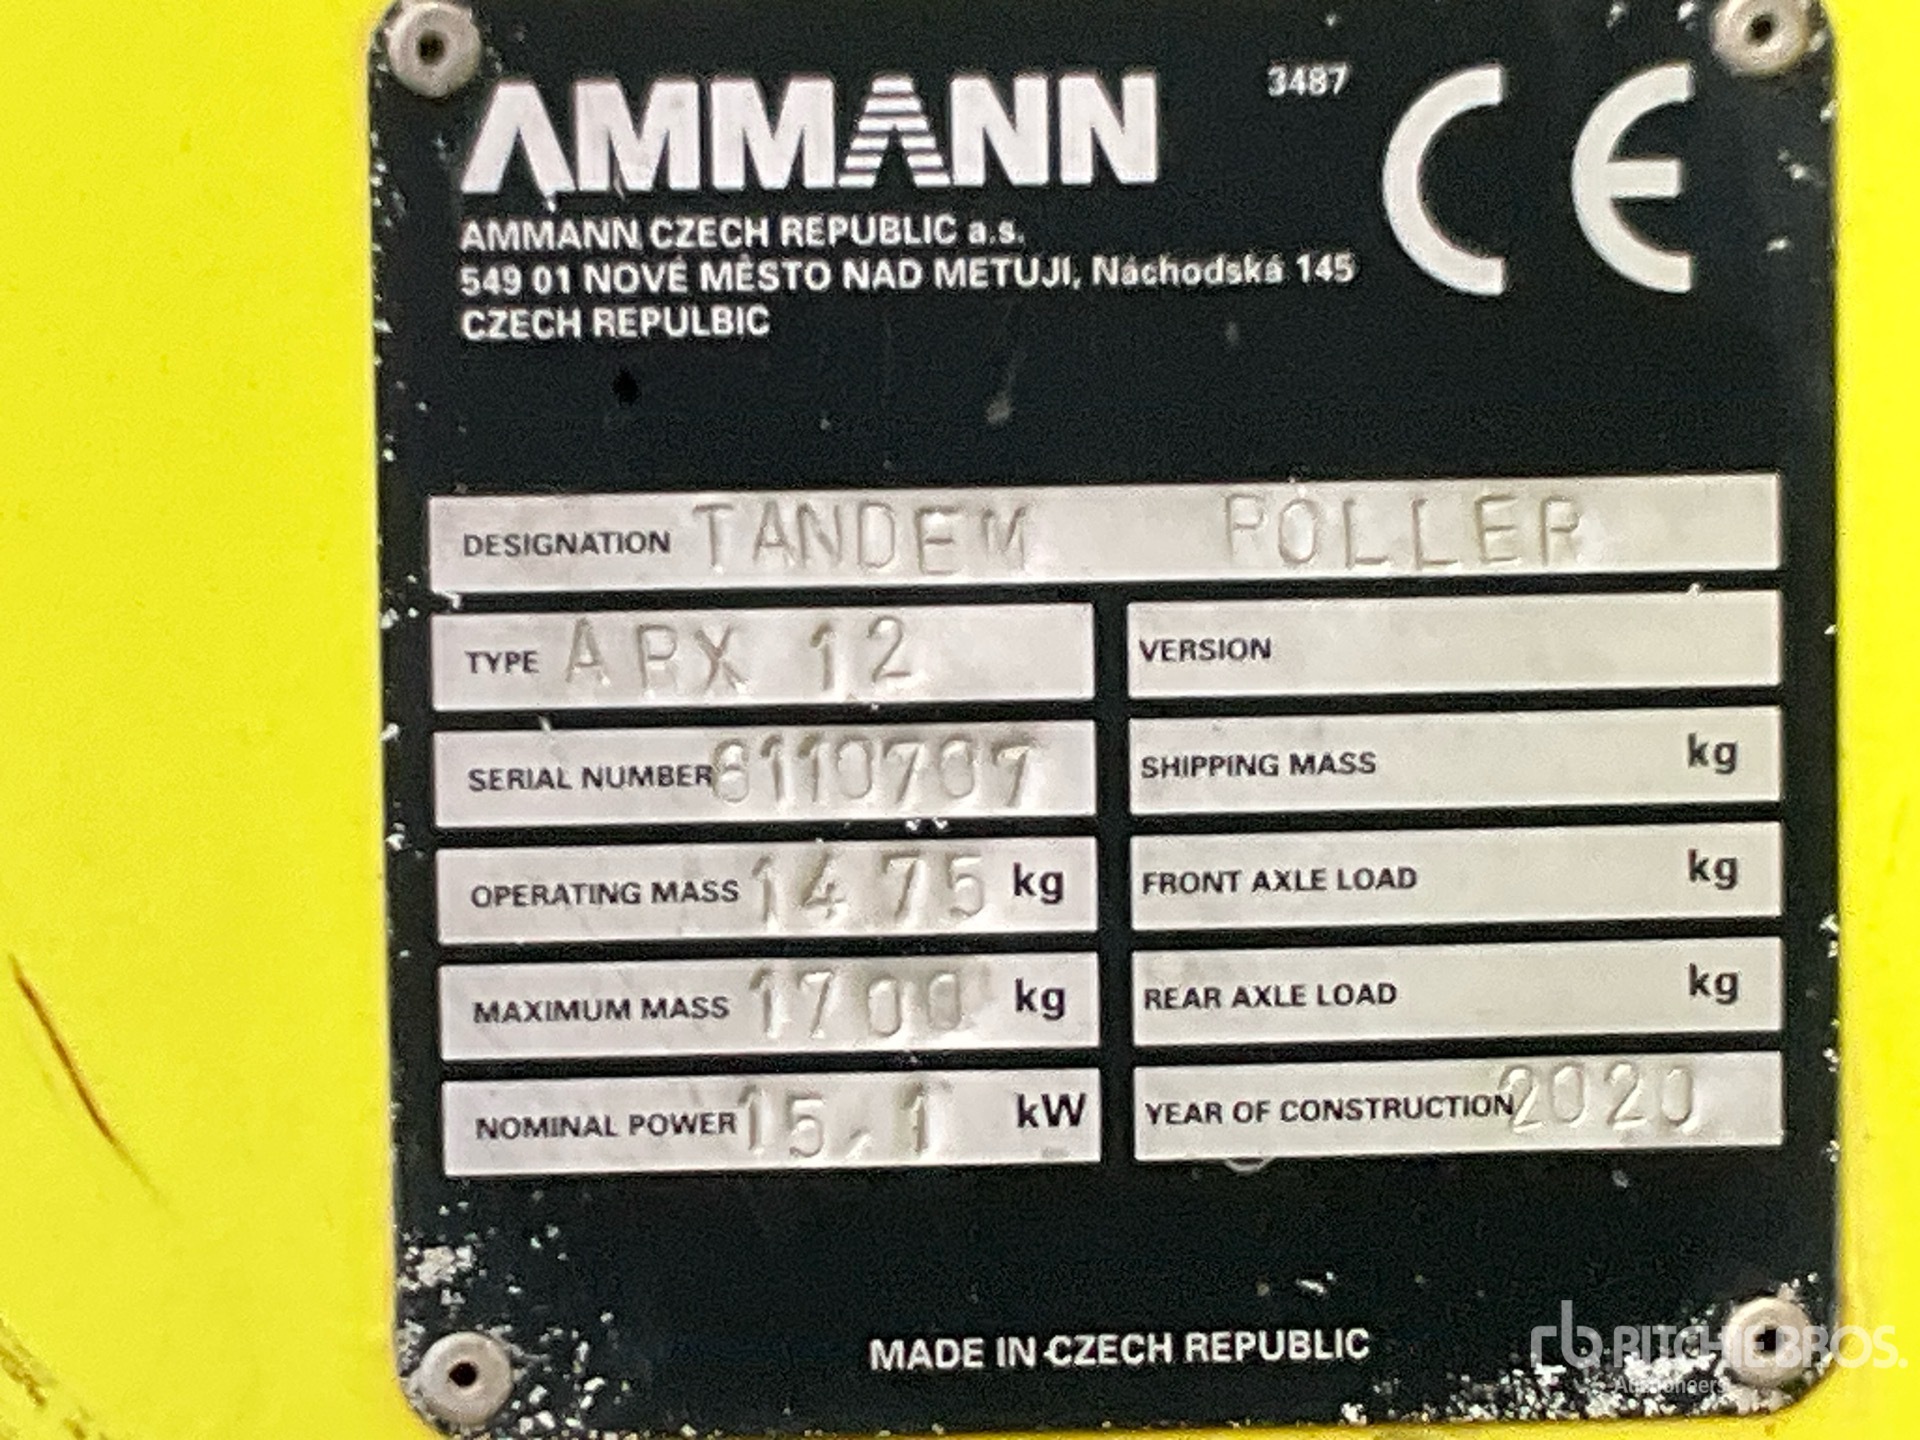 AMMANN
3487
CE
AMMANN CZECH REPUBLIC a.s.
549 01 NOVÉ MĚSTO NAD METUJI, Náchodská 145
CZECH REPULBIC
DESIGNATION TANDEM ROLLER
TYPE ARX 12
VERSION
SERIAL NUMBER 6110707
SHIPPING MASS kg
OPERATING MASS 1475 kg
FRONT AXLE LOAD kg
MAXIMUM MASS 1700 kg
REAR AXLE LOAD kg
NOMINAL POWER 15,1 kW
YEAR OF CONSTRUCTION 2020
MADE IN CZECH REPUBLIC
rb RITCHIE BROS.
Auctioneers